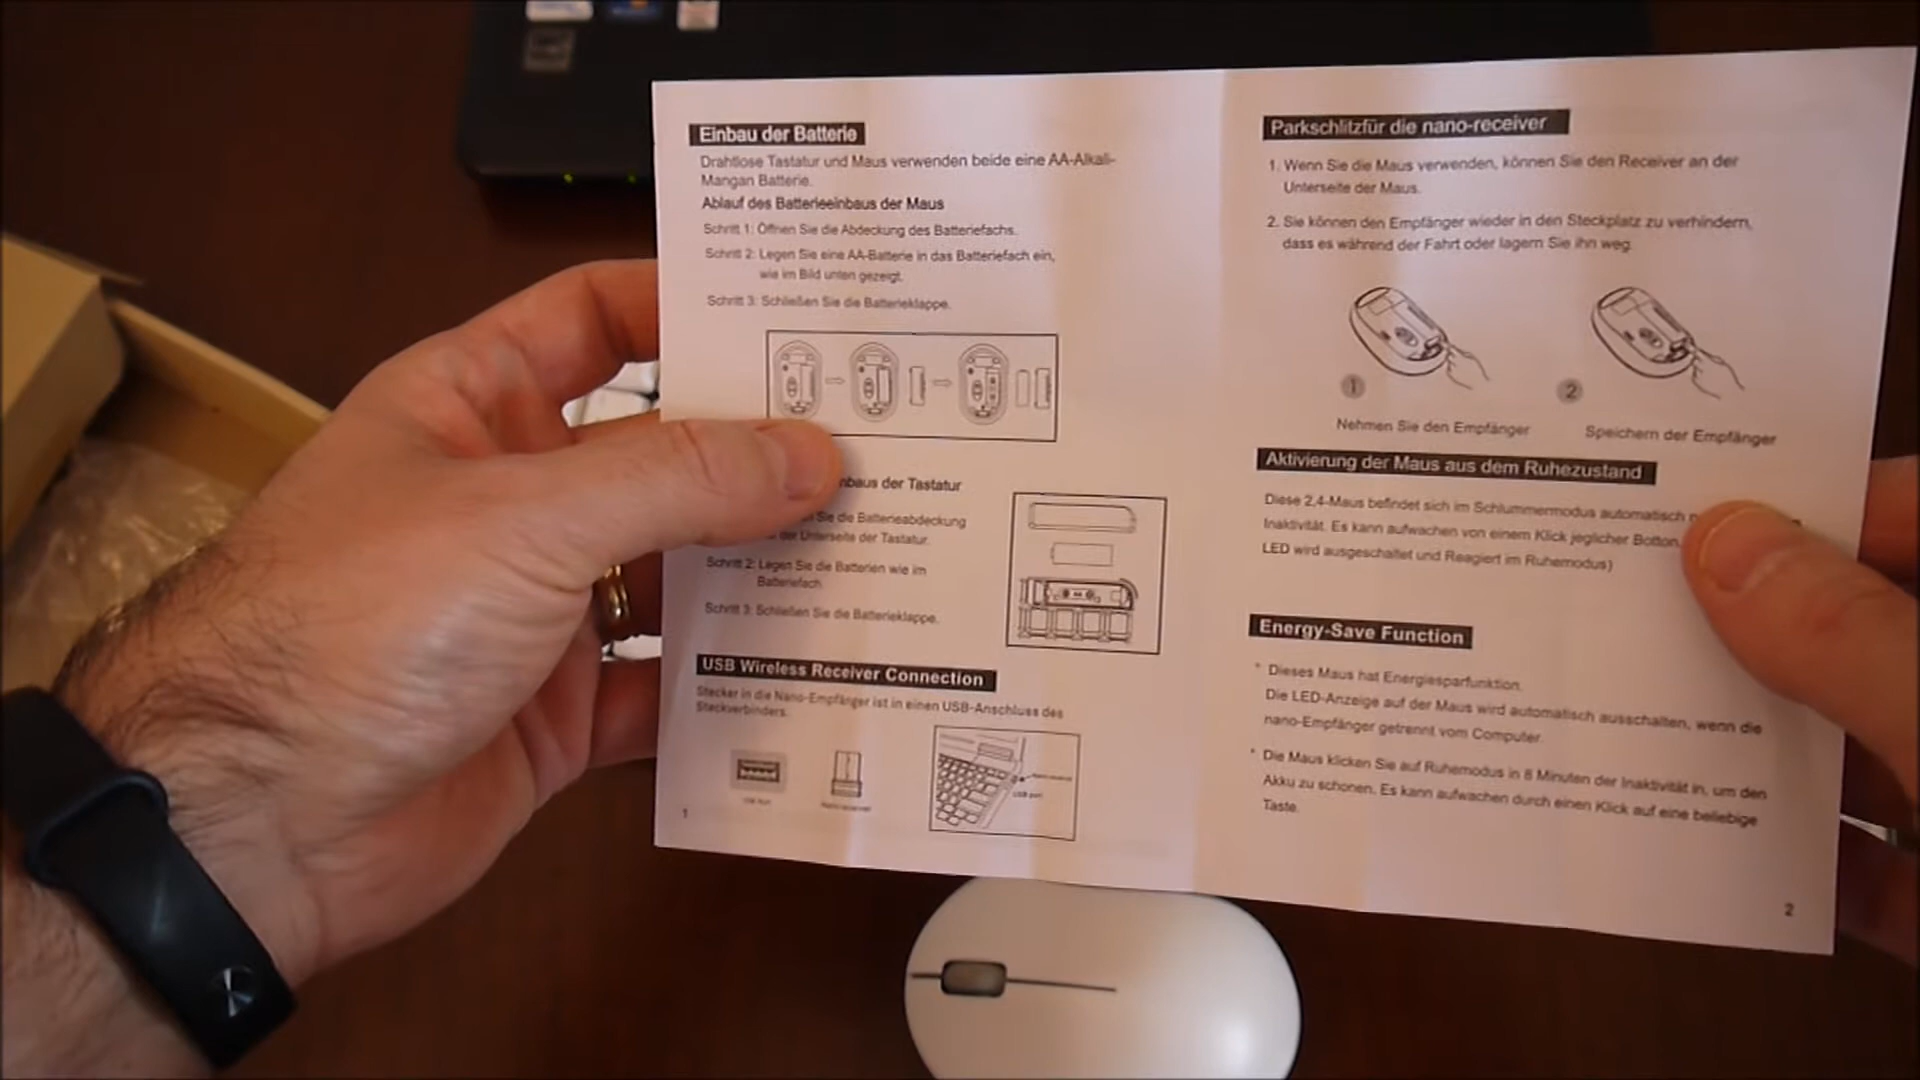 Einbau der Batterie
Drahtlose Tastatur und Maus verwenden beide eine AA-Alkali-
Mangan Batterie.
Ablauf des Batterieeinbaus der Maus
Schritt 1: Öffnen Sie die Abdeckung des Batteriefachs.
Schritt 2: Legen Sie eine AA-Batterie in das Batteriefach ein,
wie im Bild unten gezeigt.
Schritt 3: Schließen Sie die Batterieklappe.
nbaus der Tastatur
Sie die Batterieabdeckung
der Unterseite der Tastatur.
Schritt 2: Legen Sie die Batterien wie im
Batteriefach.
Schritt 3: Schließen Sie die Batterieklappe.
USB Wireless Receiver Connection
Stecker in die Nano-Empfänger ist in einen USB-Anschluss des
Steckverbinders.
USB port
1
Parkschlitzfür die nano-receiver
1. Wenn Sie die Maus verwenden, können Sie den Receiver an der
Unterseite der Maus.
2. Sie können den Empfänger wieder in den Steckplatz zu verhindern,
dass es während der Fahrt oder lagern Sie ihn weg.
1
2
Nehmen Sie den Empfänger
Speichern der Empfänger
Aktivierung der Maus aus dem Ruhezustand
Diese 2,4-Maus befindet sich im Schlummermodus automatisch
Inaktivität. Es kann aufwachen von einem Klick jeglicher Botton.
LED wird ausgeschaltet und Reagiert im Ruhemodus)
Energy-Save Function
* Dieses Maus hat Energiesparfunktion.
Die LED-Anzeige auf der Maus wird automatisch ausschalten, wenn die
nano-Empfänger getrennt vom Computer.
* Die Maus klicken Sie auf Ruhemodus in 8 Minuten der Inaktivität in, um den
Akku zu schonen. Es kann aufwachen durch einen Klick auf eine beliebige
Taste.
2